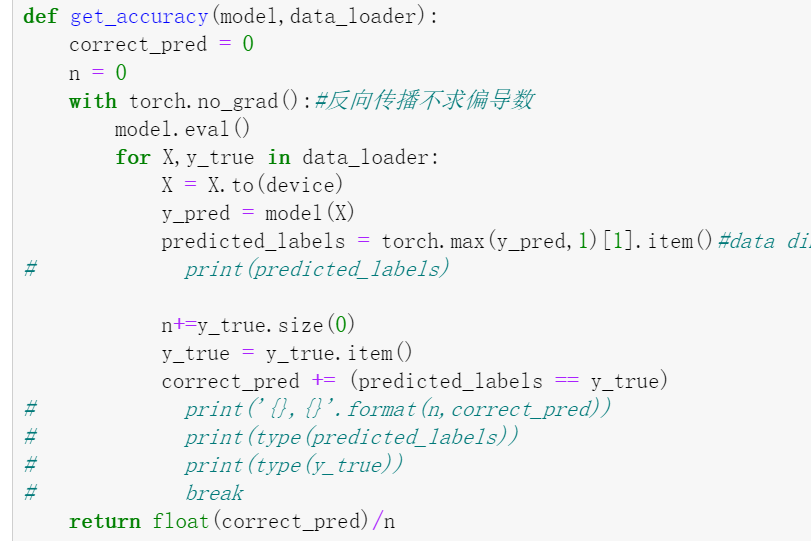 def get_accuracy(model,data_loader):
    correct_pred = 0
    n = 0
    with torch.no_grad():#反向传播不求偏导数
        model.eval()
        for X,y_true in data_loader:
            X = X.to(device)
            y_pred = model(X)
            predicted_labels = torch.max(y_pred,1)[1].item()#data
#             print(predicted_labels)
            n+=y_true.size(0)
            y_true = y_true.item()
            correct_pred += (predicted_labels == y_true)
#             print('{},{}'.format(n,correct_pred))
#             print(type(predicted_labels))
#             print(type(y_true))
#             break
    return float(correct_pred)/n